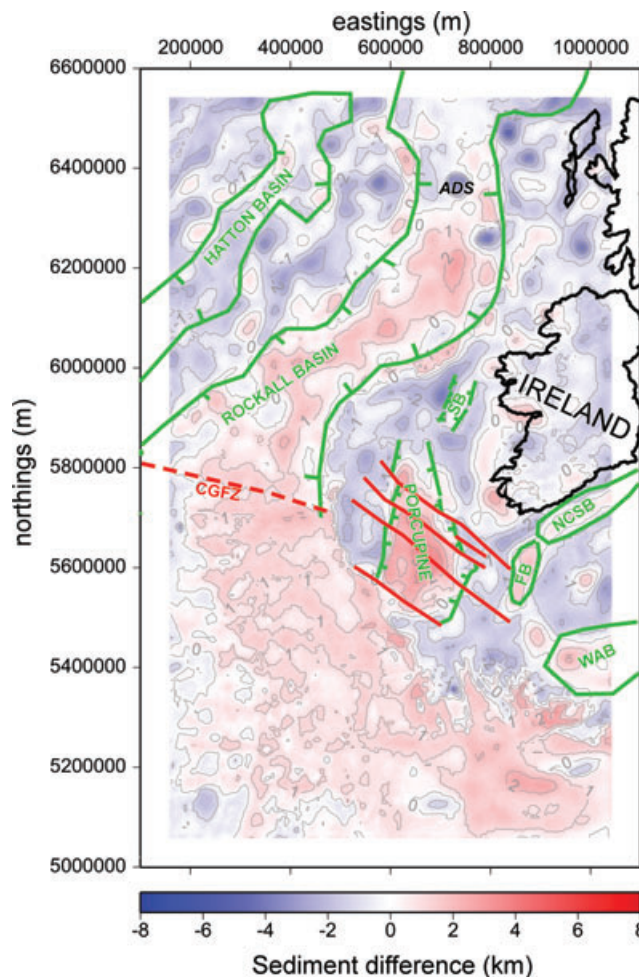 eastings (m)
200000 400000 600000 800000 1000000
6600000
6400000
6200000
6000000
5800000
5600000
5400000
5200000
5000000
northings (m)
HATTON BASIN
ADS
ROCKALL BASIN
SB
IRELAND
CGFZ
PORCUPINE
NCSB
FB
WAB
-8 -6 -4 -2 0 2 4 6 8
Sediment difference (km)